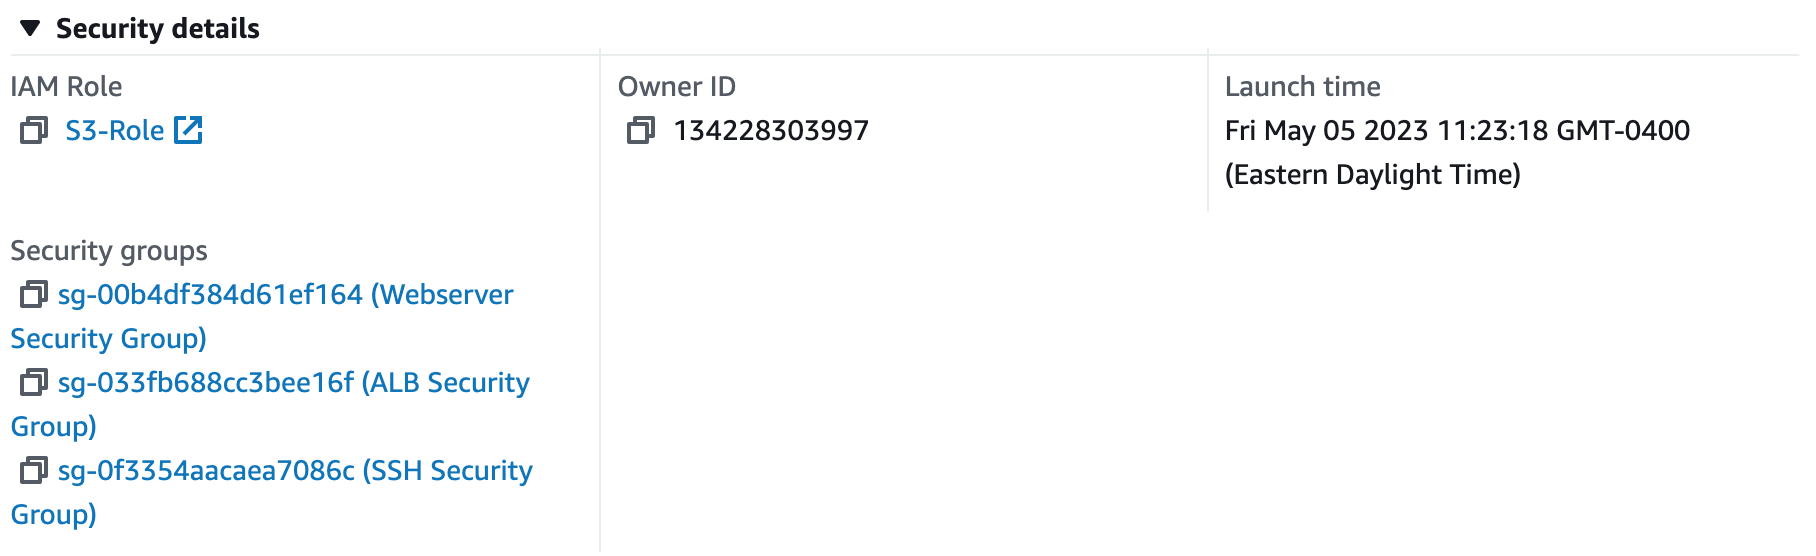 Security details
IAM Role
S3-Role
Owner ID
134228303997
Launch time
Fri May 05 2023 11:23:18 GMT-0400
(Eastern Daylight Time)
Security groups
sg-00b4df384d61ef164 (Webserver
Security Group)
sg-033fb688cc3bee16f (ALB Security
Group)
sg-0f3354aacaea7086c (SSH Security
Group)